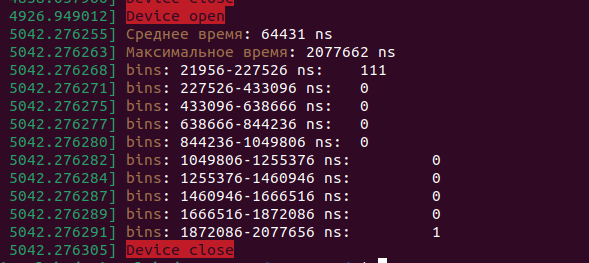 Device close
4926.949012] Device open
5042.276255] Среднее время: 64431 ns
5042.276263] Максимальное время: 2077662 ns
5042.276268] bins: 21956-227526 ns: 111
5042.276271] bins: 227526-433096 ns: 0
5042.276275] bins: 433096-638666 ns: 0
5042.276277] bins: 638666-844236 ns: 0
5042.276280] bins: 844236-1049806 ns: 0
5042.276282] bins: 1049806-1255376 ns: 0
5042.276284] bins: 1255376-1460946 ns: 0
5042.276287] bins: 1460946-1666516 ns: 0
5042.276289] bins: 1666516-1872086 ns: 0
5042.276291] bins: 1872086-2077656 ns: 1
5042.276305] Device close